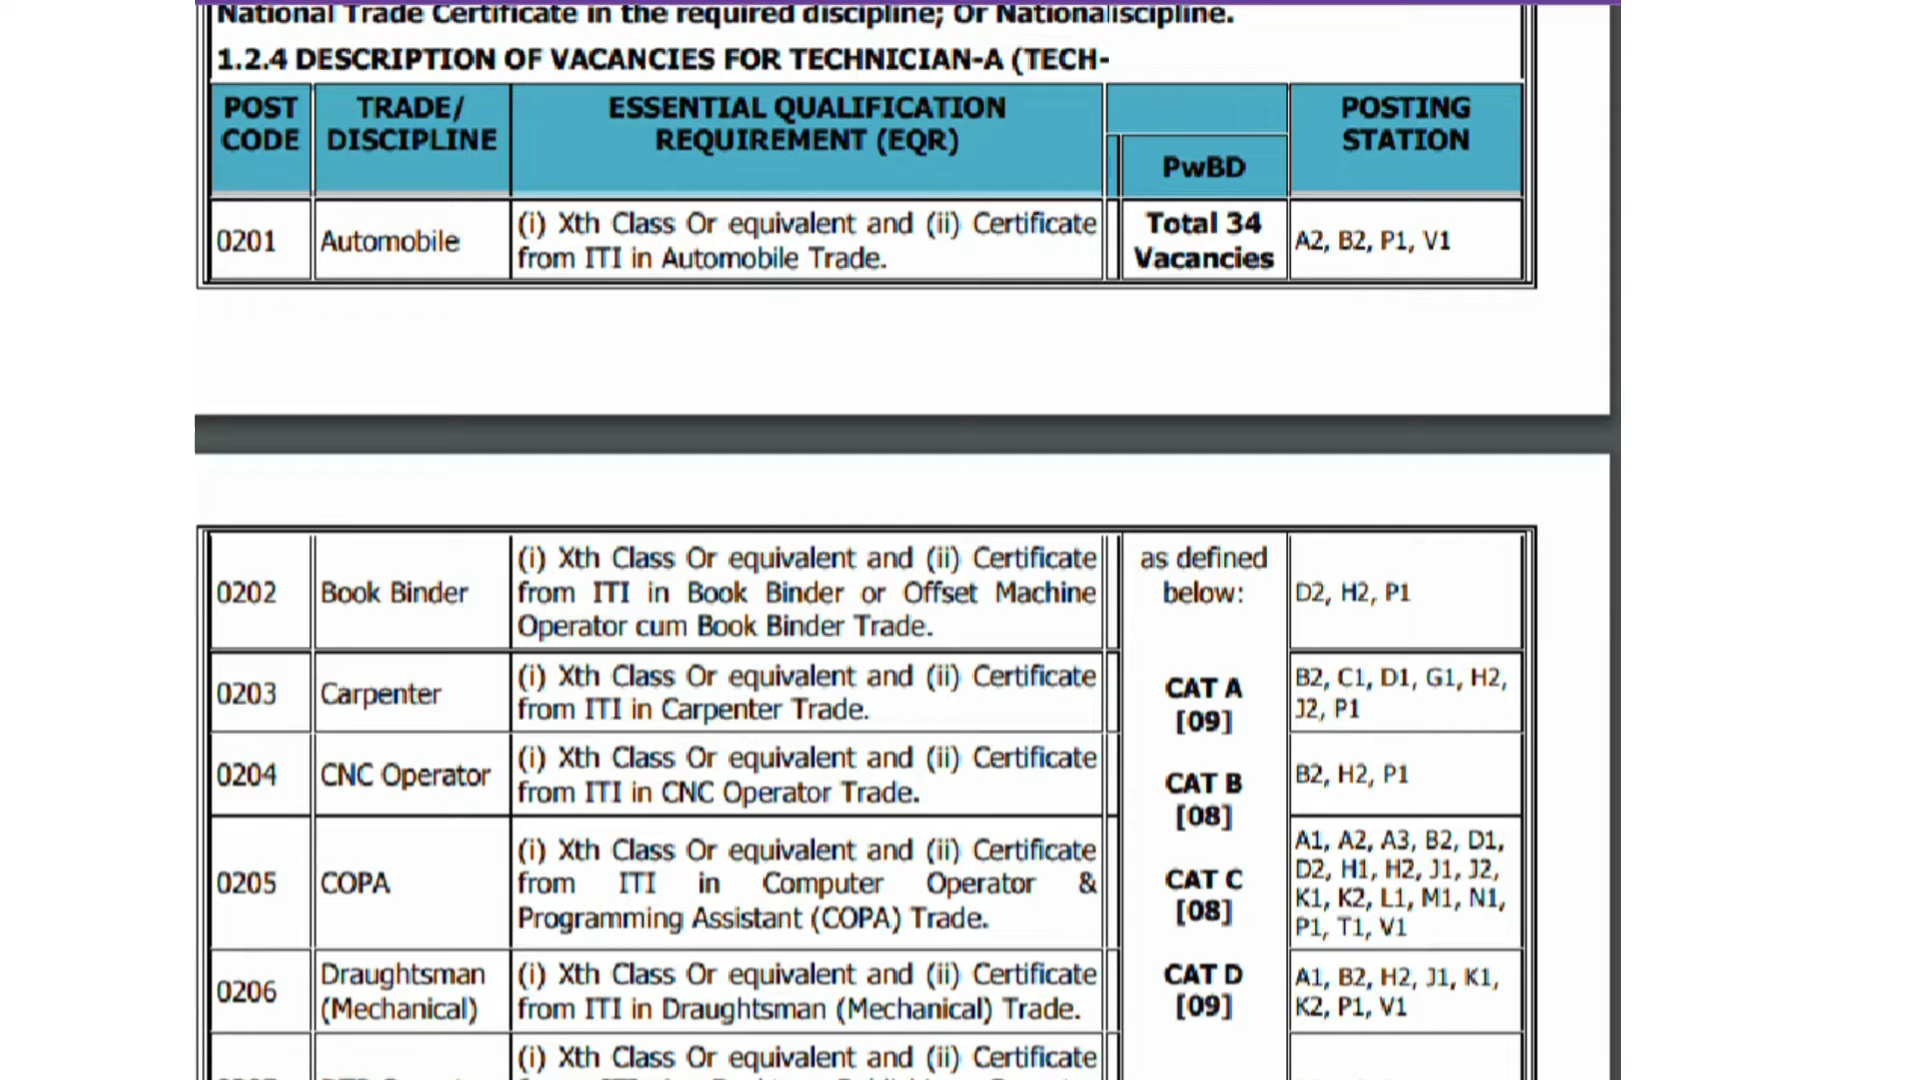 National Trade Certificate in the required discipline; Or Nationaliscipline.
1.2.4 DESCRIPTION OF VACANCIES FOR TECHNICIAN-A (TECH-
POST CODE
TRADE/ DISCIPLINE
ESSENTIAL QUALIFICATION
REQUIREMENT (EQR)
PwBD
POSTING
STATION
0201
Automobile
(i) Xth Class Or equivalent and (ii) Certificate
from ITI in Automobile Trade.
Total 34
Vacancies
A2, B2, P1, V1
0202
Book Binder
(i) Xth Class Or equivalent and (ii) Certificate
from ITI in Book Binder or Offset Machine
Operator cum Book Binder Trade.
as defined
below:
D2, H2, P1
0203
Carpenter
(i) Xth Class Or equivalent and (ii) Certificate
from ITI in Carpenter Trade.
CAT A
[09]
B2, C1, D1, G1, H2,
J2, P1
0204
CNC Operator
(i) Xth Class Or equivalent and (ii) Certificate
from ITI in CNC Operator Trade.
CAT B
[08]
B2, H2, P1
0205
COPA
(i) Xth Class Or equivalent and (ii) Certificate
from ITI in Computer Operator &
Programming Assistant (COPA) Trade.
CAT C
[08]
A1, A2, A3, B2, D1,
D2, H1, H2, J1, J2,
K1, K2, L1, M1, N1,
P1, T1, V1
0206
Draughtsman
(Mechanical)
(i) Xth Class Or equivalent and (ii) Certificate
from ITI in Draughtsman (Mechanical) Trade.
CAT D
[09]
A1, B2, H2, J1, K1,
K2, P1, V1
(i) Xth Class Or equivalent and (ii) Certificate